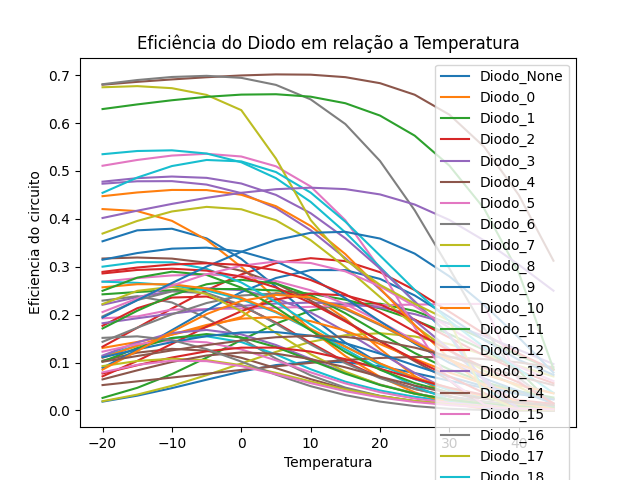 Eficiência do Diodo em relação a Temperatura
Eficiencia do circuito
0.7
0.6
0.5
0.4
0.3
0.2
0.1
0.0
−20
−10
0
10
20
30
40
Temperatura
Diodo_None
Diodo_0
Diodo_1
Diodo_2
Diodo_3
Diodo_4
Diodo_5
Diodo_6
Diodo_7
Diodo_8
Diodo_9
Diodo_10
Diodo_11
Diodo_12
Diodo_13
Diodo_14
Diodo_15
Diodo_16
Diodo_17
Diodo_18